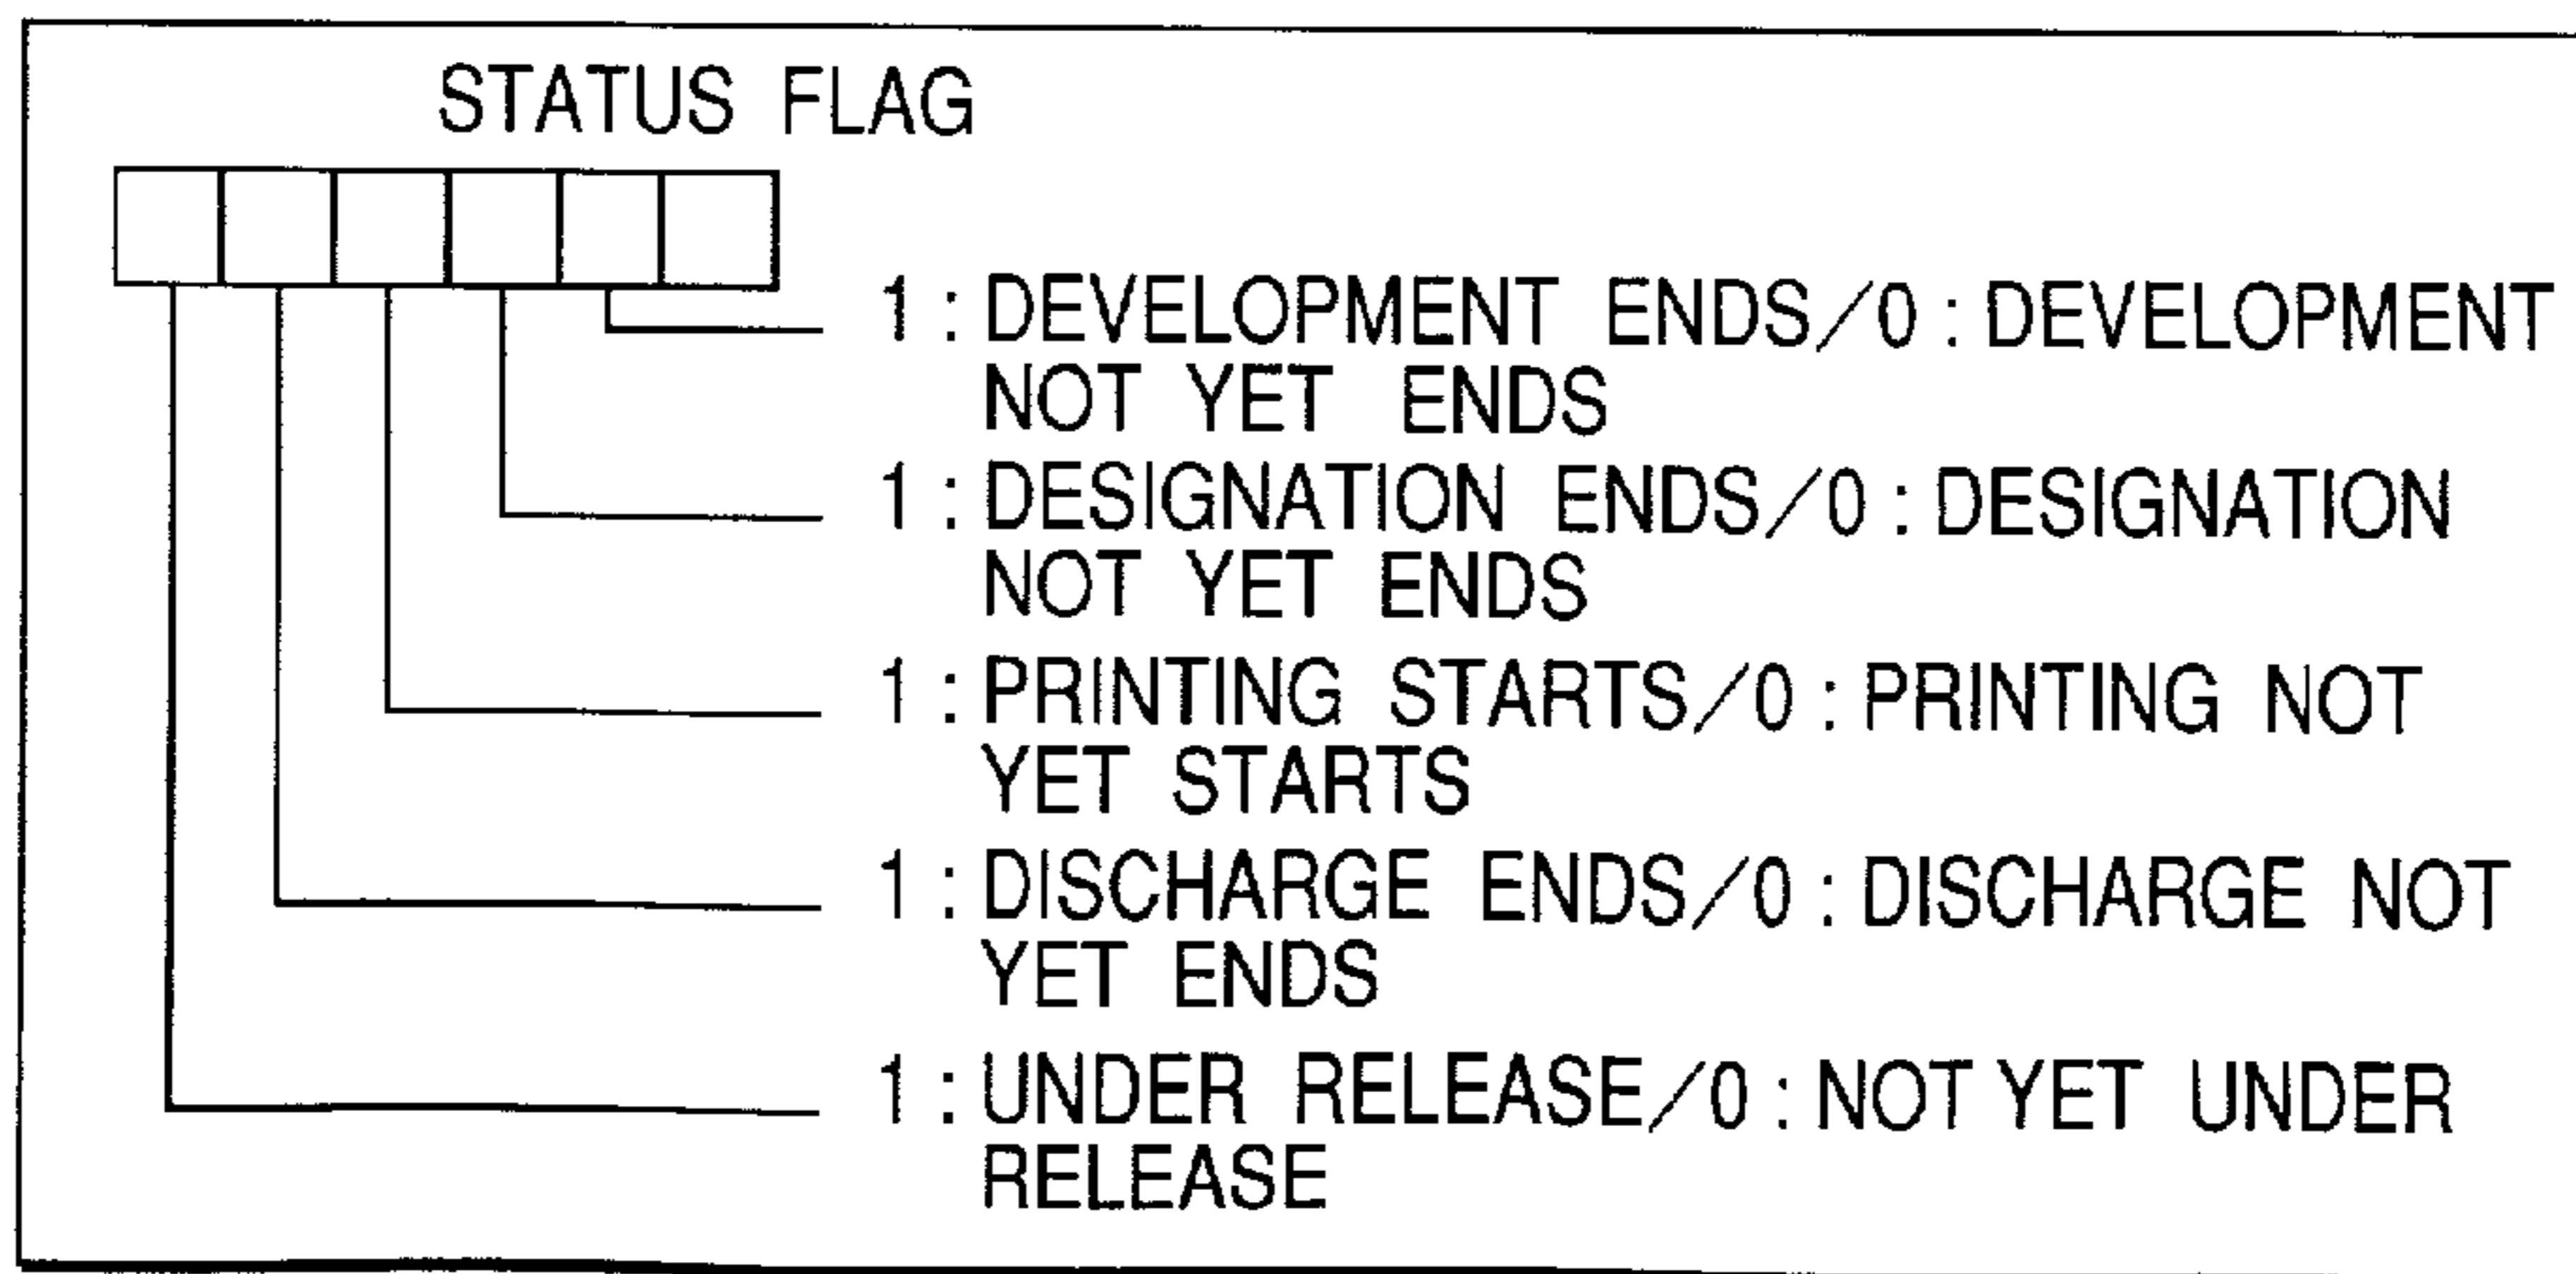 STATUS FLAG
1 : DEVELOPMENT ENDS/0 : DEVELOPMENT
NOT YET ENDS
1 : DESIGNATION ENDS/0 : DESIGNATION
NOT YET ENDS
1 : PRINTING STARTS/0 : PRINTING NOT
YET STARTS
1 : DISCHARGE ENDS/0 : DISCHARGE NOT
YET ENDS
1 : UNDER RELEASE/0 : NOT YET UNDER
RELEASE